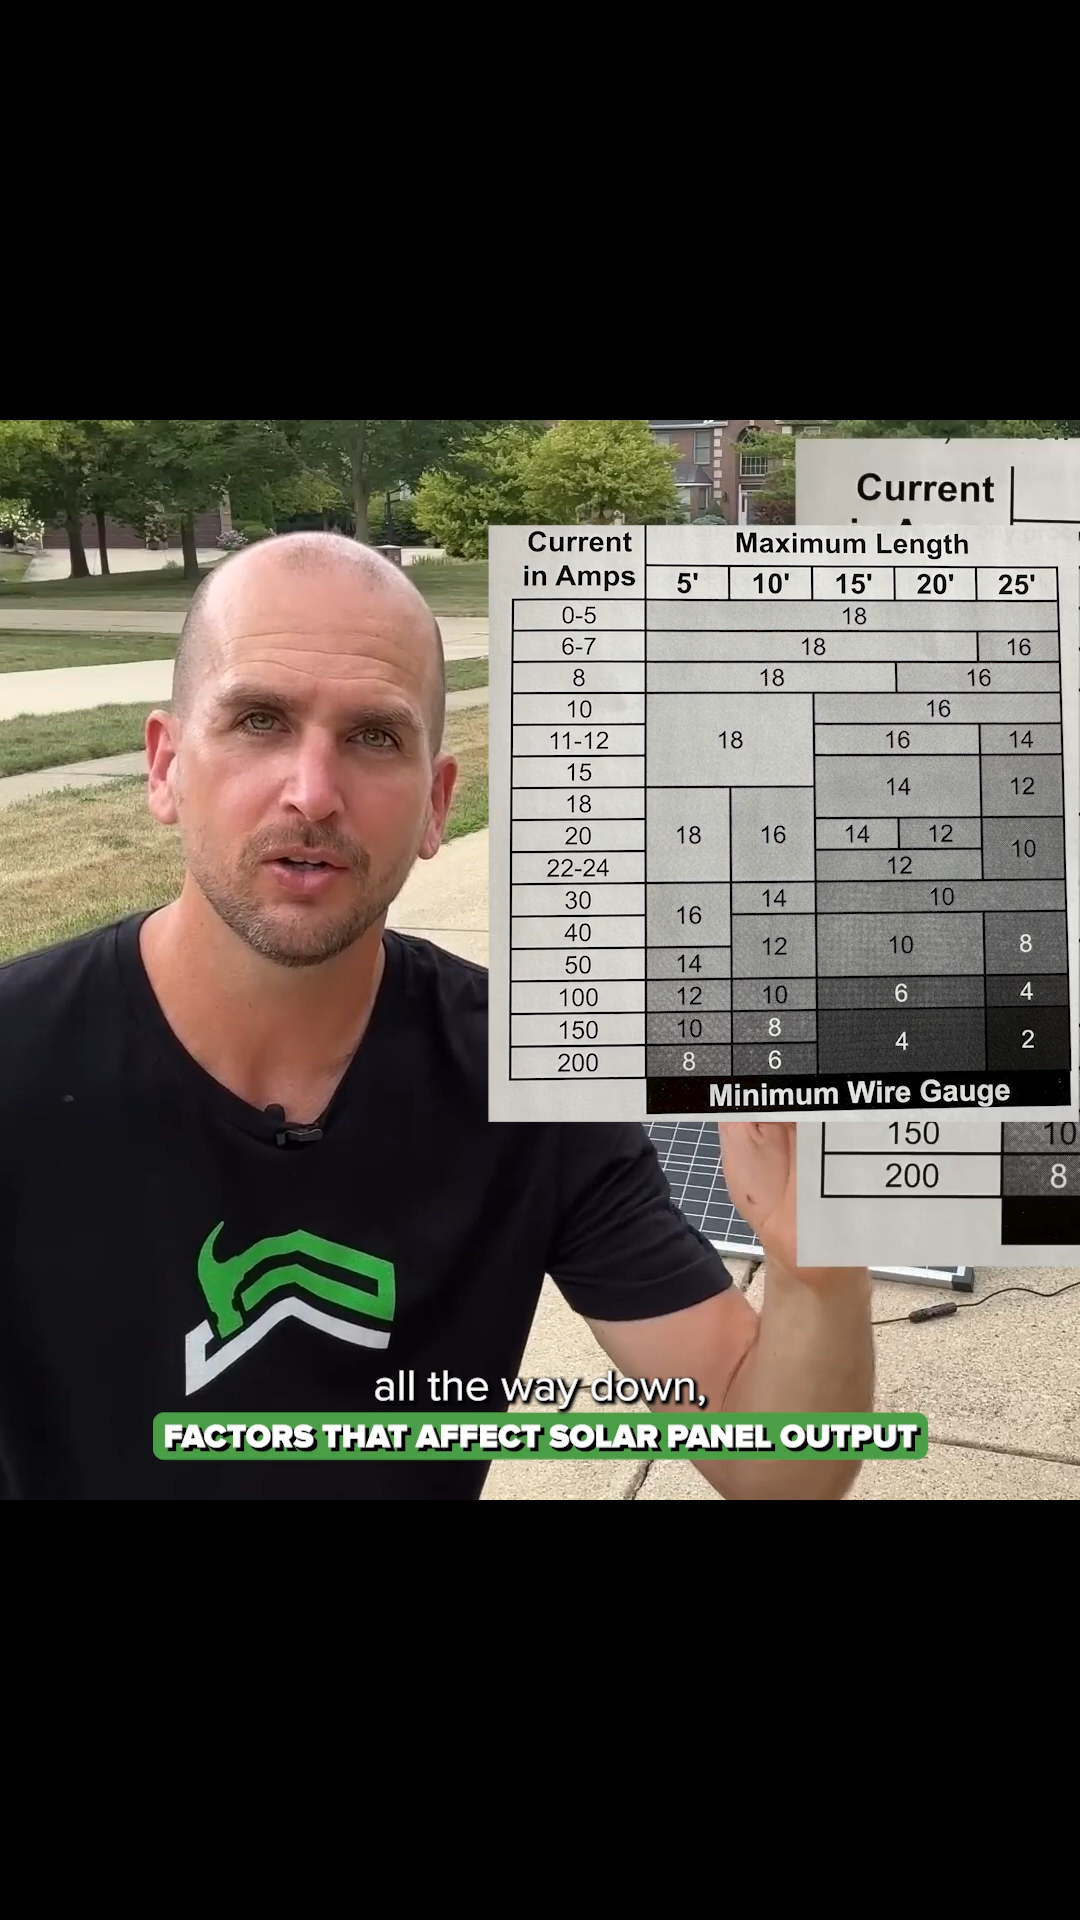 Current
Current in Amps Maximum Length
5' 10' 15' 20' 25'
0-5 18
6-7 18 16
8 18 16
10 16
11-12 18 16 14
15 14 12
18
20 18 16 14 12 10
22-24 12
30 14 10
40 16 12 10 8
50 14
100 12 10 6 4
150 10 8 4 2
200 8 6
Minimum Wire Gauge
150 10
200 8
all the way down,
FACTORS THAT AFFECT SOLAR PANEL OUTPUT